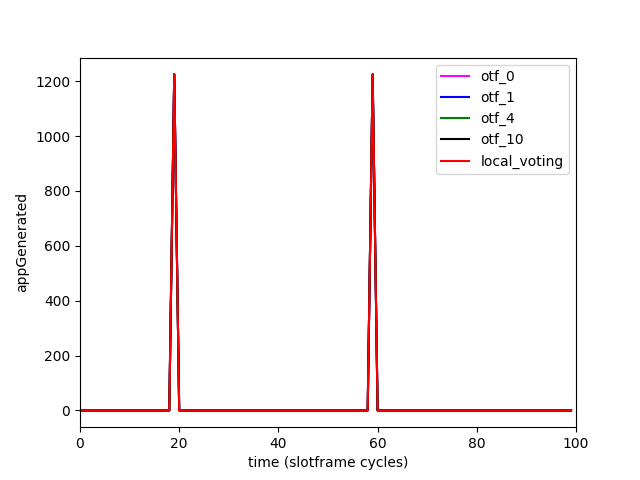 1200
1000
800
600
400
200
0
appGenerated
0 20 40 60 80 100
time (slotframe cycles)
otf_0
otf_1
otf_4
otf_10
local_voting